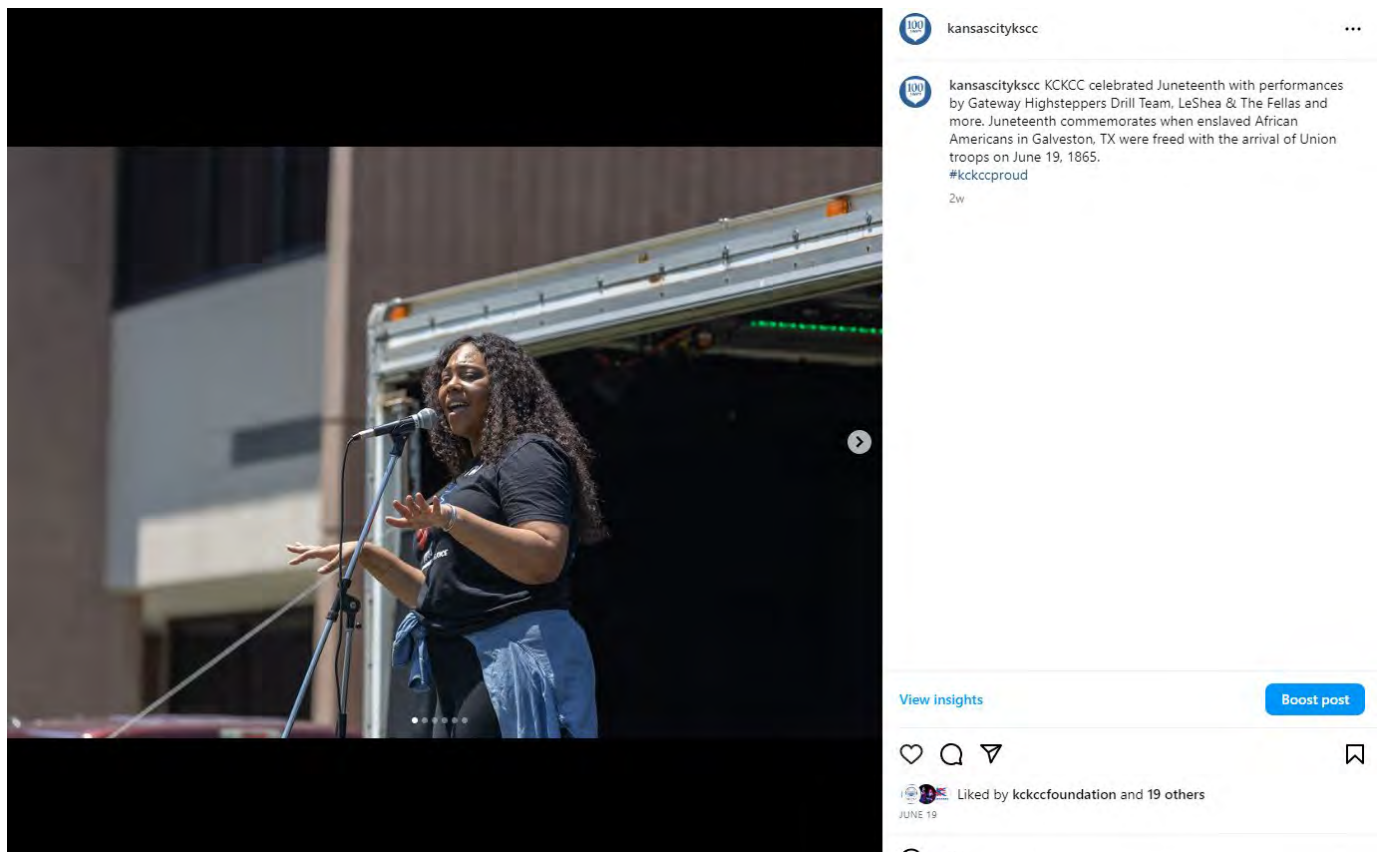 100
kansascitykscc
100
kansascitykscc KCKCC celebrated Juneteenth with performances
by Gateway Highsteppers Drill Team, LeShea & The Fellas and
more. Juneteenth commemorates when enslaved African
Americans in Galveston, TX were freed with the arrival of Union
troops on June 19, 1865.
#kckccproud
2w
View insights
Boost post
Liked by kckccfoundation and 19 others
JUNE 19